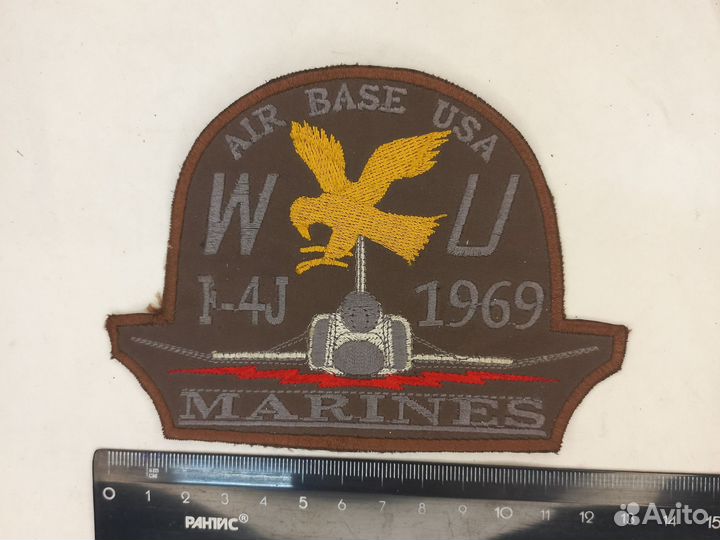 AIR BASE USA
W U
F-4J 1969
MARINES
0 1 2 3 4 5 6 7 8 9 10 11 12 13 14 15
РАНТИС®
Avito